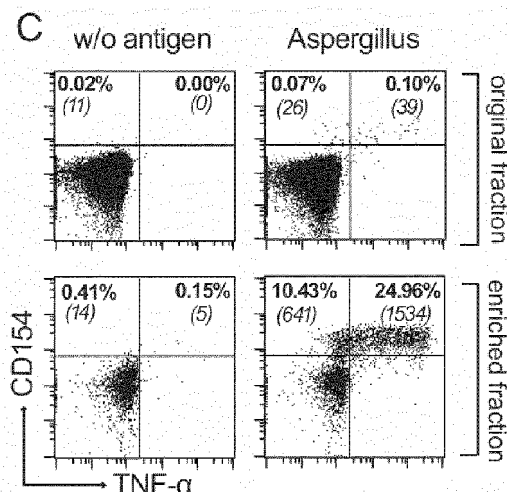 C
w/o antigen Aspergillus
0.02% 0.00% 0.07% 0.10%
(11) (0) (26) (39)
original fraction
0.41% 0.15% 10.43% 24.96%
(14) (5) (641) (1534)
enriched fraction
CD154
TNF-α